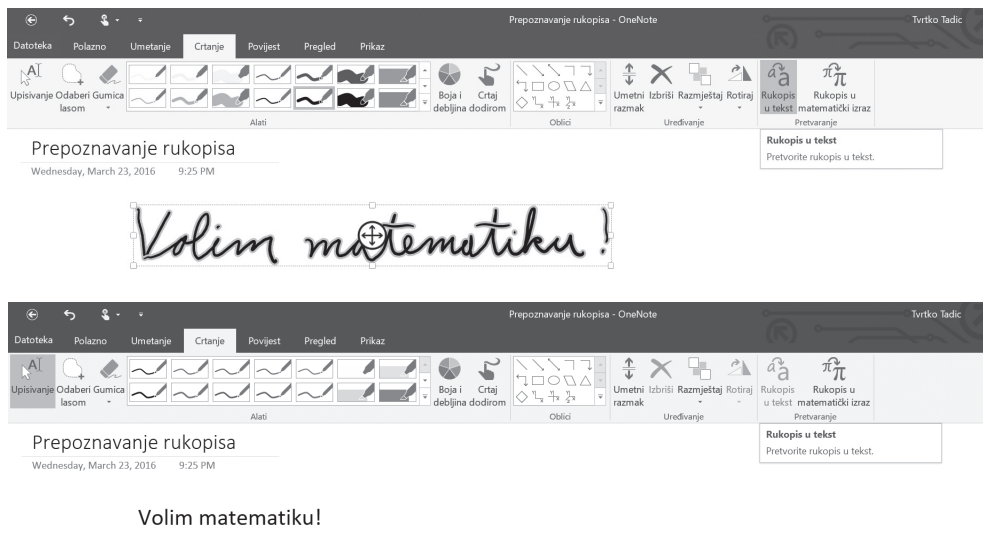 Prepoznavanje rukopisa - OneNote
Tvrtko Tadic
Datoteka Polazno Umetanje Crtanje Povijest Pregled Prikaz
Upisivanje Odaberi lasom Gumica
Boja i debljina Crtaj dodirom
Umetni razmak Izbriši Razmještaj Rotiraj
Rukopis u tekst Rukopis u matematički izraz
Alati Oblici Uređivanje Pretvaranje
Rukopis u tekst
Pretvorite rukopis u tekst.
Prepoznavanje rukopisa
Wednesday, March 23, 2016 9:25 PM
Volim matematiku!
Prepoznavanje rukopisa - OneNote
Tvrtko Tadic
Datoteka Polazno Umetanje Crtanje Povijest Pregled Prikaz
Upisivanje Odaberi lasom Gumica
Boja i debljina Crtaj dodirom
Umetni razmak Izbriši Razmještaj Rotiraj
Rukopis u tekst Rukopis u matematički izraz
Alati Oblici Uređivanje Pretvaranje
Rukopis u tekst
Pretvorite rukopis u tekst.
Prepoznavanje rukopisa
Wednesday, March 23, 2016 9:25 PM
Volim matematiku!